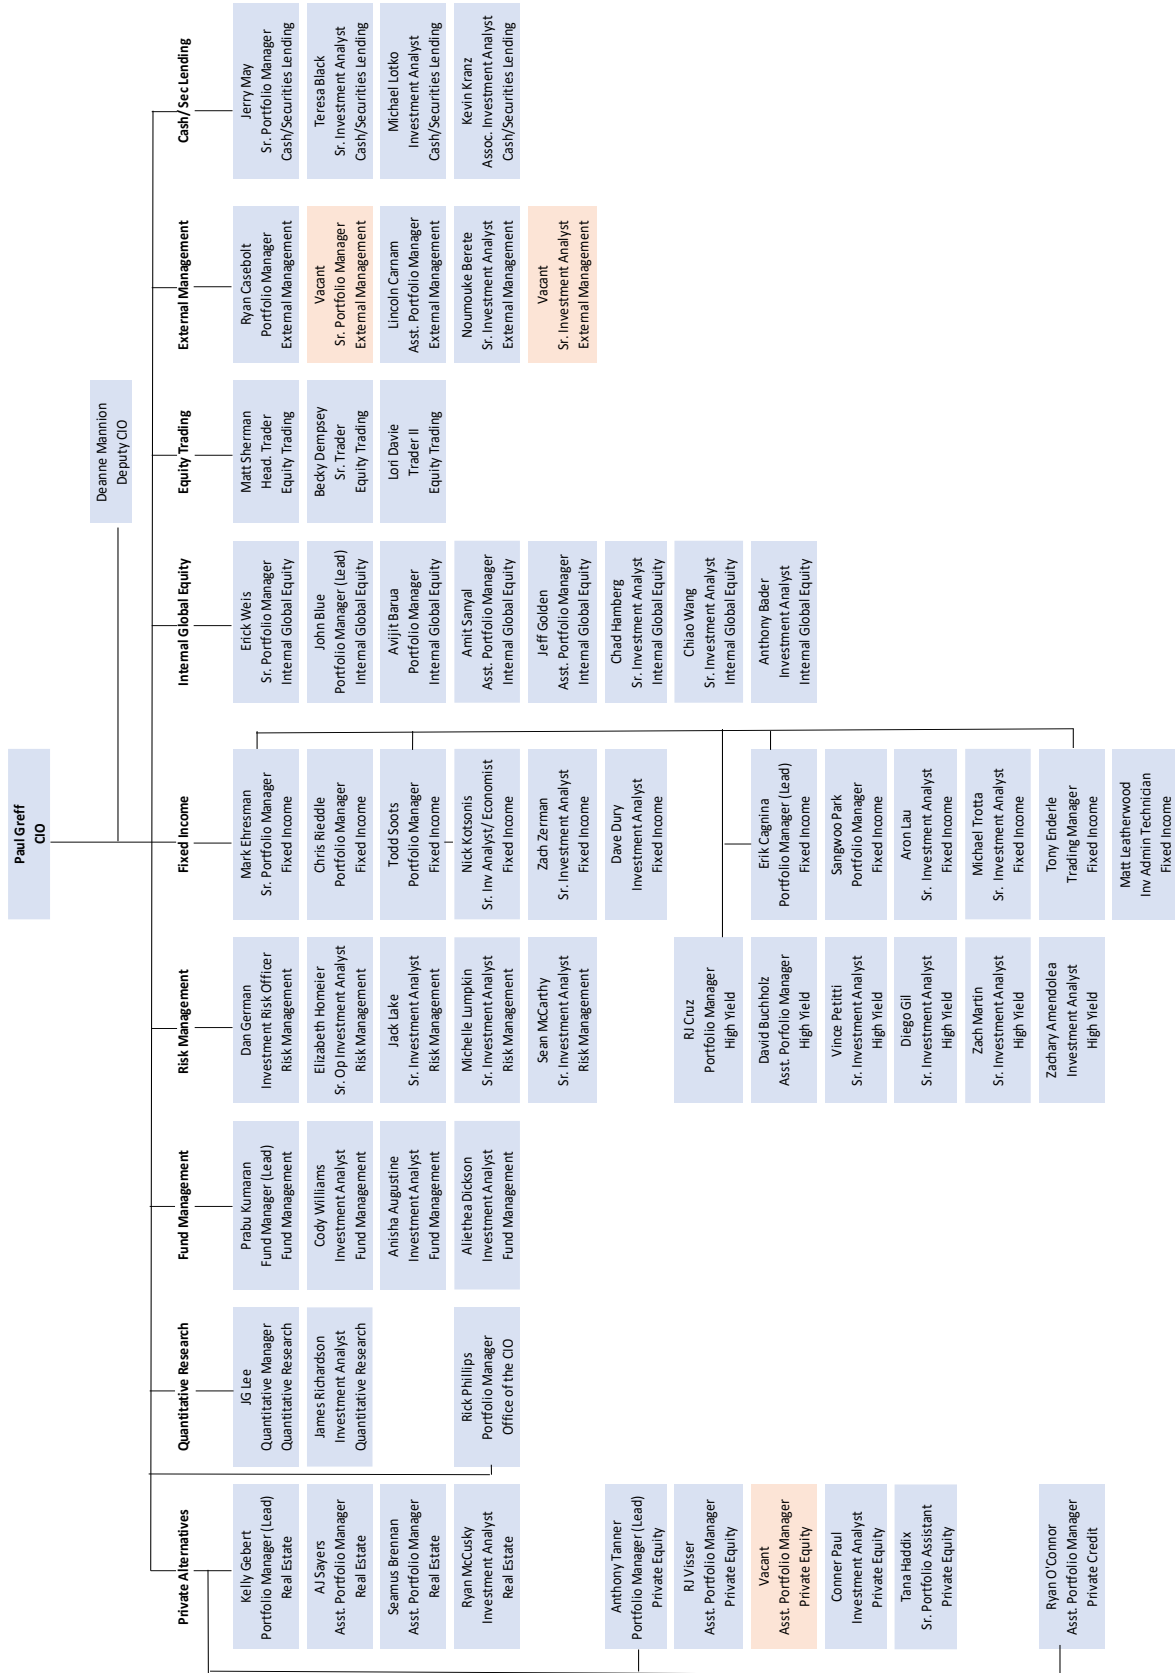 Paul Greff
CIO
Deanne Mannion
Deputy CIO
Private Alternatives
Kelly Gebert
Portfolio Manager (Lead)
Real Estate
AJ Sayers
Asst. Portfolio Manager
Real Estate
Seamus Brennan
Asst. Portfolio Manager
Real Estate
Ryan McCusky
Investment Analyst
Real Estate
Anthony Tanner
Portfolio Manager (Lead)
Private Equity
RJ Visser
Asst. Portfolio Manager
Private Equity
Vacant
Asst. Portfolio Manager
Private Equity
Conner Paul
Investment Analyst
Private Equity
Tana Haddix
Sr. Portfolio Assistant
Private Equity
Ryan O'Connor
Asst. Portfolio Manager
Private Credit
Quantitative Research
JG Lee
Quantitative Manager
Quantitative Research
James Richardson
Investment Analyst
Quantitative Research
Rick Phillips
Portfolio Manager
Office of the CIO
Fund Management
Prabu Kumaran
Fund Manager (Lead)
Fund Management
Cody Williams
Investment Analyst
Fund Management
Anisha Augustine
Investment Analyst
Fund Management
Aliethea Dickson
Investment Analyst
Fund Management
Risk Management
Dan German
Investment Risk Officer
Risk Management
Elizabeth Homeier
Sr. Op Investment Analyst
Risk Management
Jack Lake
Sr. Investment Analyst
Risk Management
Michelle Lumpkin
Sr. Investment Analyst
Risk Management
Sean McCarthy
Sr. Investment Analyst
Risk Management
RJ Cruz
Portfolio Manager
High Yield
David Buchholz
Asst. Porfolio Manager
High Yield
Vince Petitti
Sr. Investment Analyst
High Yield
Diego Gil
Sr. Investment Analyst
High Yield
Zach Martin
Sr. Investment Analyst
High Yield
Zachary Amendolea
Investment Analyst
High Yield
Fixed Income
Mark Ehresman
Sr. Portfolio Manager
Fixed Income
Chris Rieddle
Portfolio Manager
Fixed Income
Todd Soots
Portfolio Manager
Fixed Income
Nick Kotsonis
Sr. Inv Analyst/ Economist
Fixed Income
Zach Zerman
Sr. Investment Analyst
Fixed Income
Dave Dury
Investment Analyst
Fixed Income
Erik Cagnina
Portfolio Manager (Lead)
Fixed Income
Sangwoo Park
Portfolio Manager
Fixed Income
Aron Lau
Sr. Investment Analyst
Fixed Income
Michael Trotta
Sr. Investment Analyst
Fixed Income
Tony Enderle
Trading Manager
Fixed Income
Matt Leatherwood
Inv Admin Technician
Fixed Income
Internal Global Equity
Erick Weis
Sr. Portfolio Manager
Internal Global Equity
John Blue
Portfolio Manager (Lead)
Internal Global Equity
Avijit Barua
Portfolio Manager
Internal Global Equity
Amit Sanyal
Asst. Portfolio Manager
Internal Global Equity
Jeff Golden
Asst. Portfolio Manager
Internal Global Equity
Chad Hamberg
Sr. Investment Analyst
Internal Global Equity
Chiao Wang
Sr. Investment Analyst
Internal Global Equity
Anthony Bader
Investment Analyst
Internal Global Equity
Equity Trading
Matt Sherman
Head. Trader
Equity Trading
Becky Dempsey
Sr. Trader
Equity Trading
Lori Davie
Trader II
Equity Trading
External Management
Ryan Casebolt
Portfolio Manager
External Management
Vacant
Sr. Portfolio Manager
External Management
Lincoln Carnam
Asst. Portfolio Manager
External Management
Noumouke Berete
Sr. Investment Analyst
External Management
Vacant
Sr. Investment Analyst
External Management
Cash/ Sec Lending
Jerry May
Sr. Portfolio Manager
Cash/Securities Lending
Teresa Black
Sr. Investment Analyst
Cash/Securities Lending
Michael Lotko
Investment Analyst
Cash/Securities Lending
Kevin Kranz
Assoc. Investment Analyst
Cash/Securities Lending